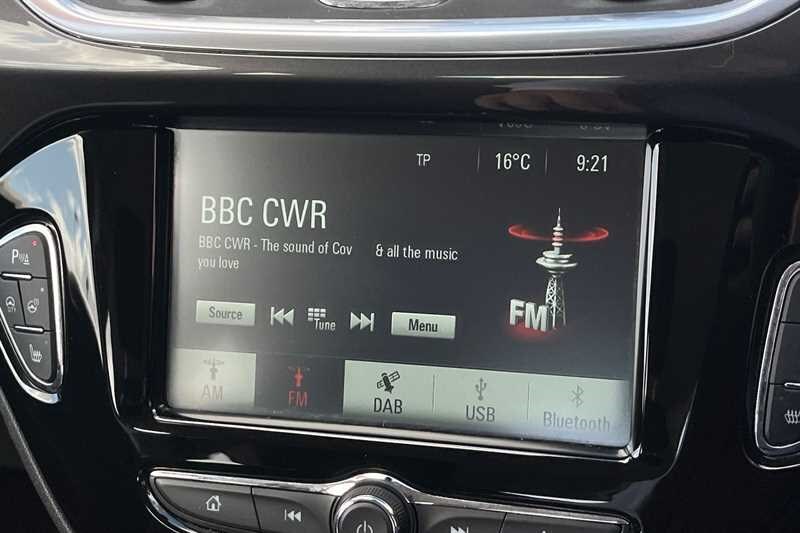 TP 16°C 9:21
BBC CWR
BBC CWR - The sound of Cov & all the music
you love
FM
Source Tune Menu
AM FM DAB USB Bluetooth